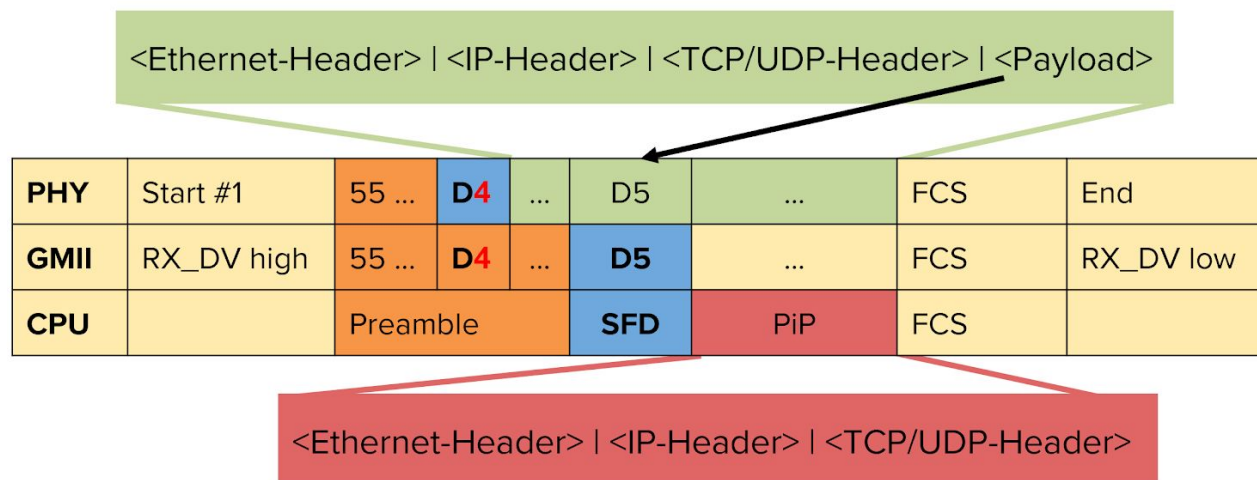 <Ethernet-Header> | <IP-Header> | <TCP/UDP-Header> | <Payload>
PHY Start #1 55 ... D4 ... D5 ... FCS End
GMII RX_DV high 55 ... D4 ... D5 ... FCS RX_DV low
CPU Preamble SFD PiP FCS
<Ethernet-Header> | <IP-Header> | <TCP/UDP-Header>